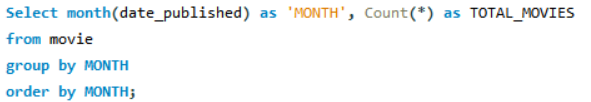 Select month(date_published) as 'MONTH', Count(*) as TOTAL_MOVIES
from movie
group by MONTH
order by MONTH;